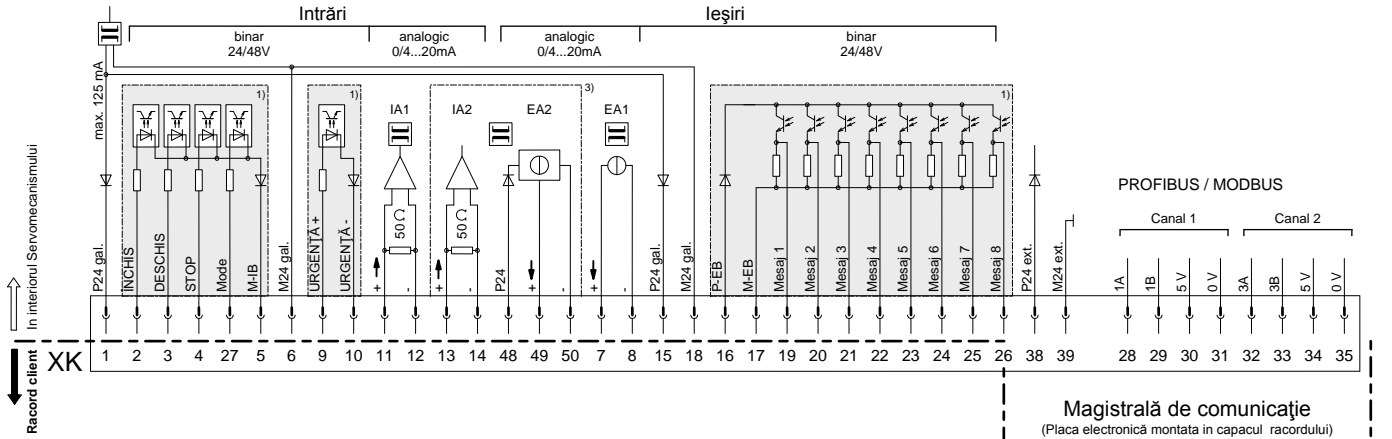 Intrări
Ieşiri
binar
24/48V
analogic
0/4...20mA
analogic
0/4...20mA
binar
24/48V
max. 125 mA
1)
1)
3)
1)
IA1
IA2
EA2
EA1
50 Ω
50 Ω
PROFIBUS / MODBUS
Canal 1
Canal 2
In interiorul Servomecanismului
P24 gal.
ÎNCHIS
DESCHIS
STOP
Mode
M-IB
M24 gal.
URGENŢĂ +
URGENŢĂ -
+
-
+
-
P24
+
-
+
-
P24 gal.
M24 gal.
P-EB
M-EB
Mesaj 1
Mesaj 2
Mesaj 3
Mesaj 4
Mesaj 5
Mesaj 6
Mesaj 7
Mesaj 8
P24 ext.
M24 ext.
1A
1B
5 V
0 V
3A
3B
5 V
0 V
Racord client
XK 1 2 3 4 27 5 6 9 10 11 12 13 14 48 49 50 7 8 15 18 16 17 19 20 21 22 23 24 25 26 38 39 28 29 30 31 32 33 34 35
Magistrală de comunicaţie
(Placa electronică montata in capacul racordului)